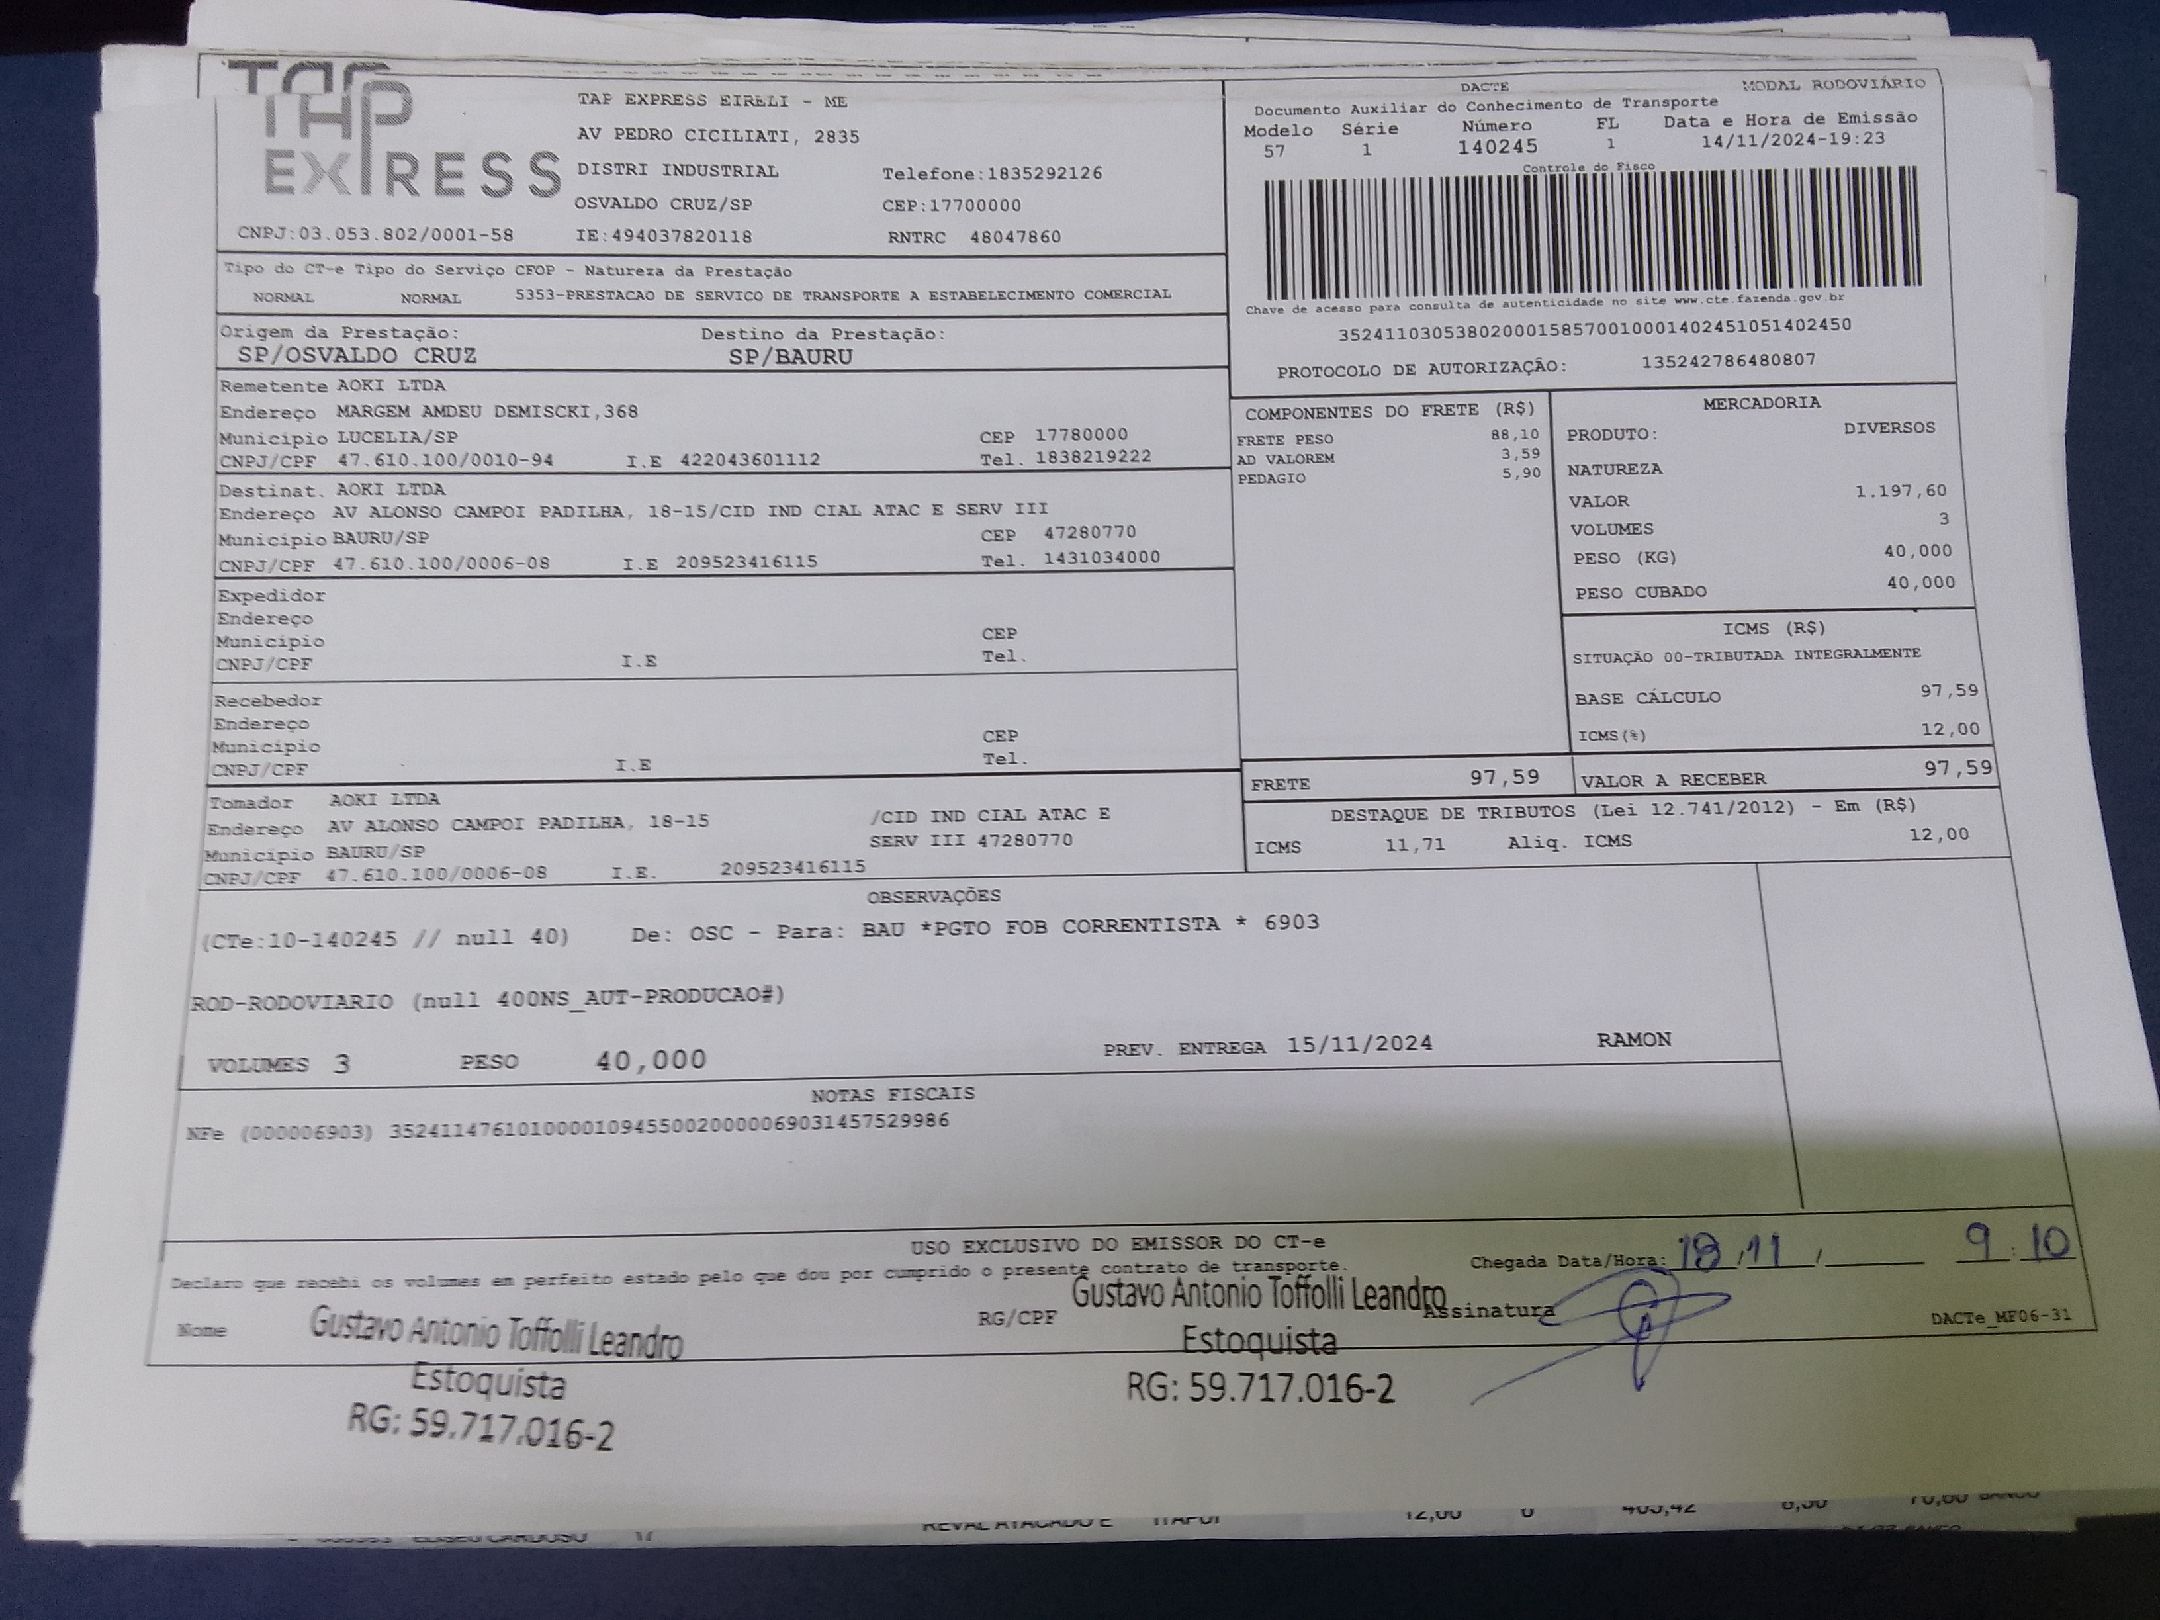 TAP
EXPRESS
TAP EXPRESS EIRELI - ME
AV PEDRO CICILIATI, 2835
DISTRI INDUSTRIAL Telefone:1835292126
OSVALDO CRUZ/SP CEP:17700000
CNPJ:03.053.802/0001-58 IE:494037820118 RNTRC 48047860
DACTE MODAL RODOVIÁRIO
Documento Auxiliar do Conhecimento de Transporte
Modelo Série Número FL Data e Hora de Emissão
57 1 140245 1 14/11/2024-19:23
Controle do Fisco
Chave de acesso para consulta de autenticidade no site www.cte.fazenda.gov.br
35241103053802000158570010001402451051402450
PROTOCOLO DE AUTORIZAÇÃO: 135242786480807
Tipo do CT-e Tipo do Serviço CFOP - Natureza da Prestação
NORMAL NORMAL 5353-PRESTACAO DE SERVICO DE TRANSPORTE A ESTABELECIMENTO COMERCIAL
Origem da Prestação: Destino da Prestação:
SP/OSVALDO CRUZ SP/BAURU
Remetente AOKI LTDA
Endereço MARGEM AMDEU DEMISCKI,368
Município LUCELIA/SP CEP 17780000
CNPJ/CPF 47.610.100/0010-94 I.E 422043601112 Tel. 1838219222
Destinat. AOKI LTDA
Endereço AV ALONSO CAMPOI PADILHA, 18-15/CID IND CIAL ATAC E SERV III
Município BAURU/SP CEP 47280770
CNPJ/CPF 47.610.100/0006-08 I.E 209523416115 Tel. 1431034000
Expedidor
Endereço
Município CEP
CNPJ/CPF I.E Tel.
Recebedor
Endereço
Município CEP
CNPJ/CPF I.E Tel.
Tomador AOKI LTDA
Endereço AV ALONSO CAMPOI PADILHA, 18-15 /CID IND CIAL ATAC E
Município BAURU/SP SERV III 47280770
CNPJ/CPF 47.610.100/0006-08 I.E. 209523416115
COMPONENTES DO FRETE (R$)
FRETE PESO 88,10
AD VALOREM 3,59
PEDAGIO 5,90
MERCADORIA
PRODUTO: DIVERSOS
NATUREZA
VALOR 1.197,60
VOLUMES 3
PESO (KG) 40,000
PESO CUBADO 40,000
ICMS (R$)
SITUAÇÃO 00-TRIBUTADA INTEGRALMENTE
BASE CÁLCULO 97,59
ICMS(%) 12,00
FRETE 97,59 VALOR A RECEBER 97,59
DESTAQUE DE TRIBUTOS (Lei 12.741/2012) - Em (R$)
ICMS 11,71 Aliq. ICMS 12,00
OBSERVAÇÕES
(CTe:10-140245 // null 40) De: OSC - Para: BAU *PGTO FOB CORRENTISTA * 6903
ROD-RODOVIARIO (null 400NS_AUT-PRODUCAO#)
VOLUMES 3 PESO 40,000 PREV. ENTREGA 15/11/2024 RAMON
NOTAS FISCAIS
NFe (000006903) 35241147610100001094550020000069031457529986
USO EXCLUSIVO DO EMISSOR DO CT-e
Declaro que recebi os volumes em perfeito estado pelo que dou por cumprido o presente contrato de transporte.
Chegada Data/Hora: 18/11/ 9:10
Nome Gustavo Antonio Toffolli Leandro
Estoquista
RG: 59.717.016-2
RG/CPF Gustavo Antonio Toffolli Leandro
Estoquista
RG: 59.717.016-2
Assinatura
DACTe_MF06-31